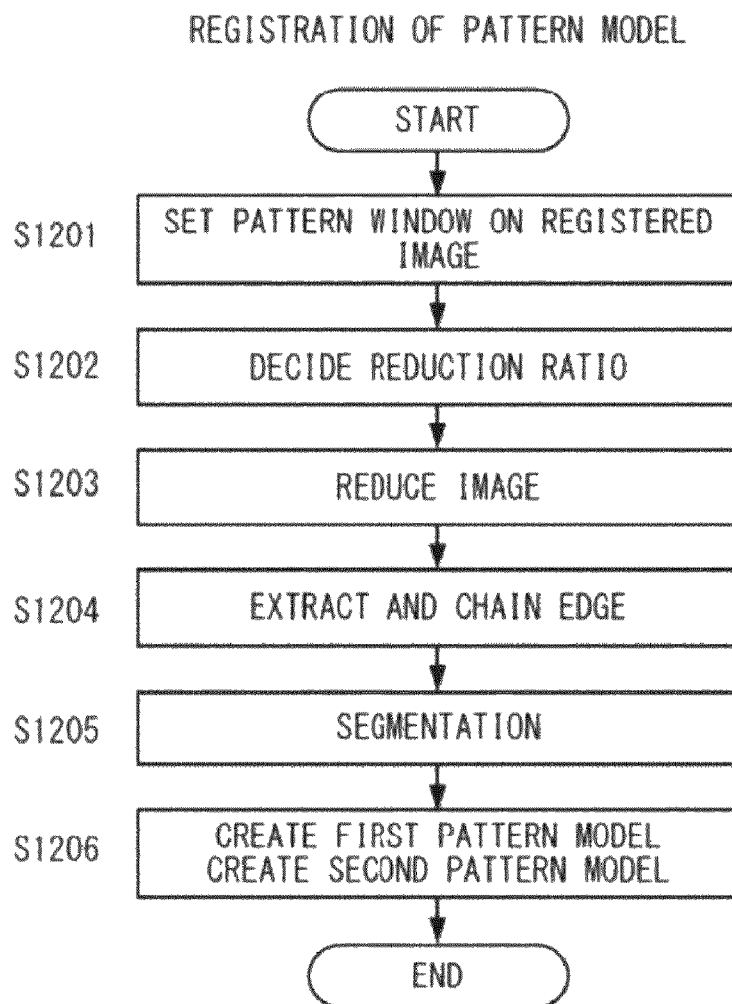 REGISTRATION OF PATTERN MODEL
START
S1201
SET PATTERN WINDOW ON REGISTERED
IMAGE
S1202
DECIDE REDUCTION RATIO
S1203
REDUCE IMAGE
S1204
EXTRACT AND CHAIN EDGE
S1205
SEGMENTATION
S1206
CREATE FIRST PATTERN MODEL
CREATE SECOND PATTERN MODEL
END